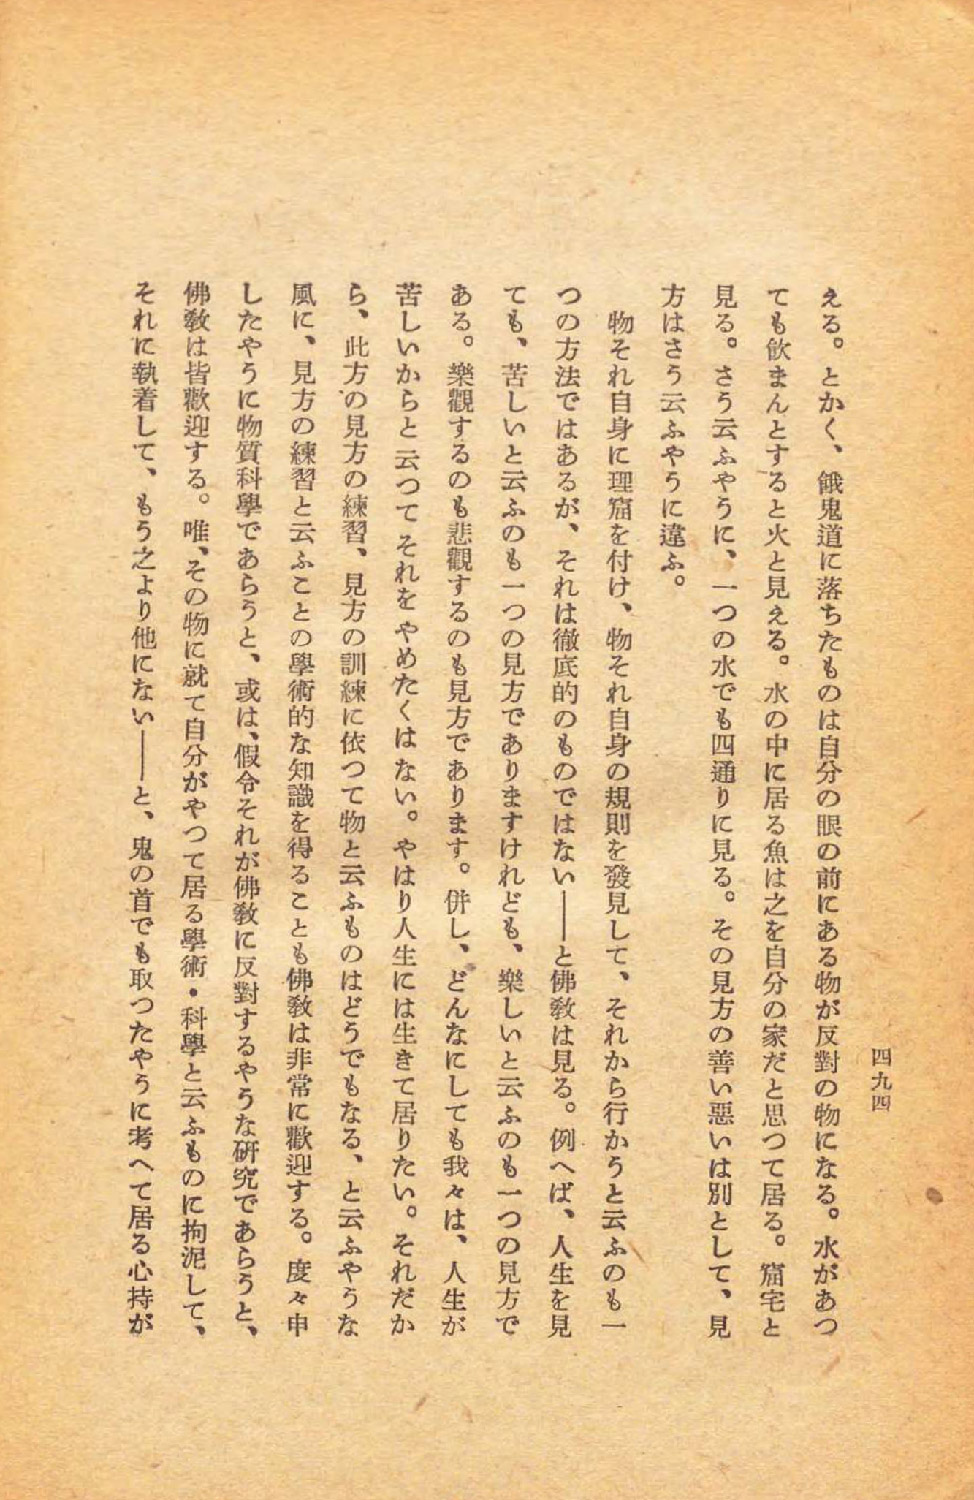 四九四
える。とかく、餓鬼道に落ちたものは自分の眼の前にある物が反對の物になる。水があつ
ても飲まんとすると火と見える。水の中に居る魚は之を自分の家だと思つて居る。窟宅と
見る。さう云ふやうに、一つの水でも四通りに見る。その見方の善い惡いは別として、見
方はさう云ふやうに違ふ。
物それ自身に理窟を付け、物それ自身の規則を發見して、それから行かうと云ふのも一
つの方法ではあるが、それは徹底的のものではない――と佛敎は見る。例へば、人生を見
ても、苦しいと云ふのも一つの見方でありますけれども、樂しいと云ふのも一つの見方で
ある。樂觀するのも悲觀するのも見方であります。併し、どんなにしても我々は、人生が
苦しいからと云つてそれをやめたくはない。やはり人生には生きて居りたい。それだか
ら、此方の見方の練習、見方の訓練に依つて物と云ふものはどうでもなる、と云ふやうな
風に、見方の練習と云ふことの學術的な知識を得ることも佛敎は非常に歡迎する。度々申
したやうに物質科學であらうと、或は、假令それが佛敎に反對するやうな硏究であらうと、
佛敎は皆歡迎する。唯、その物に就て自分がやつて居る學術・科學と云ふものに拘泥して、
それに執着して、もう之より他にない――と、鬼の首でも取つたやうに考へて居る心持が